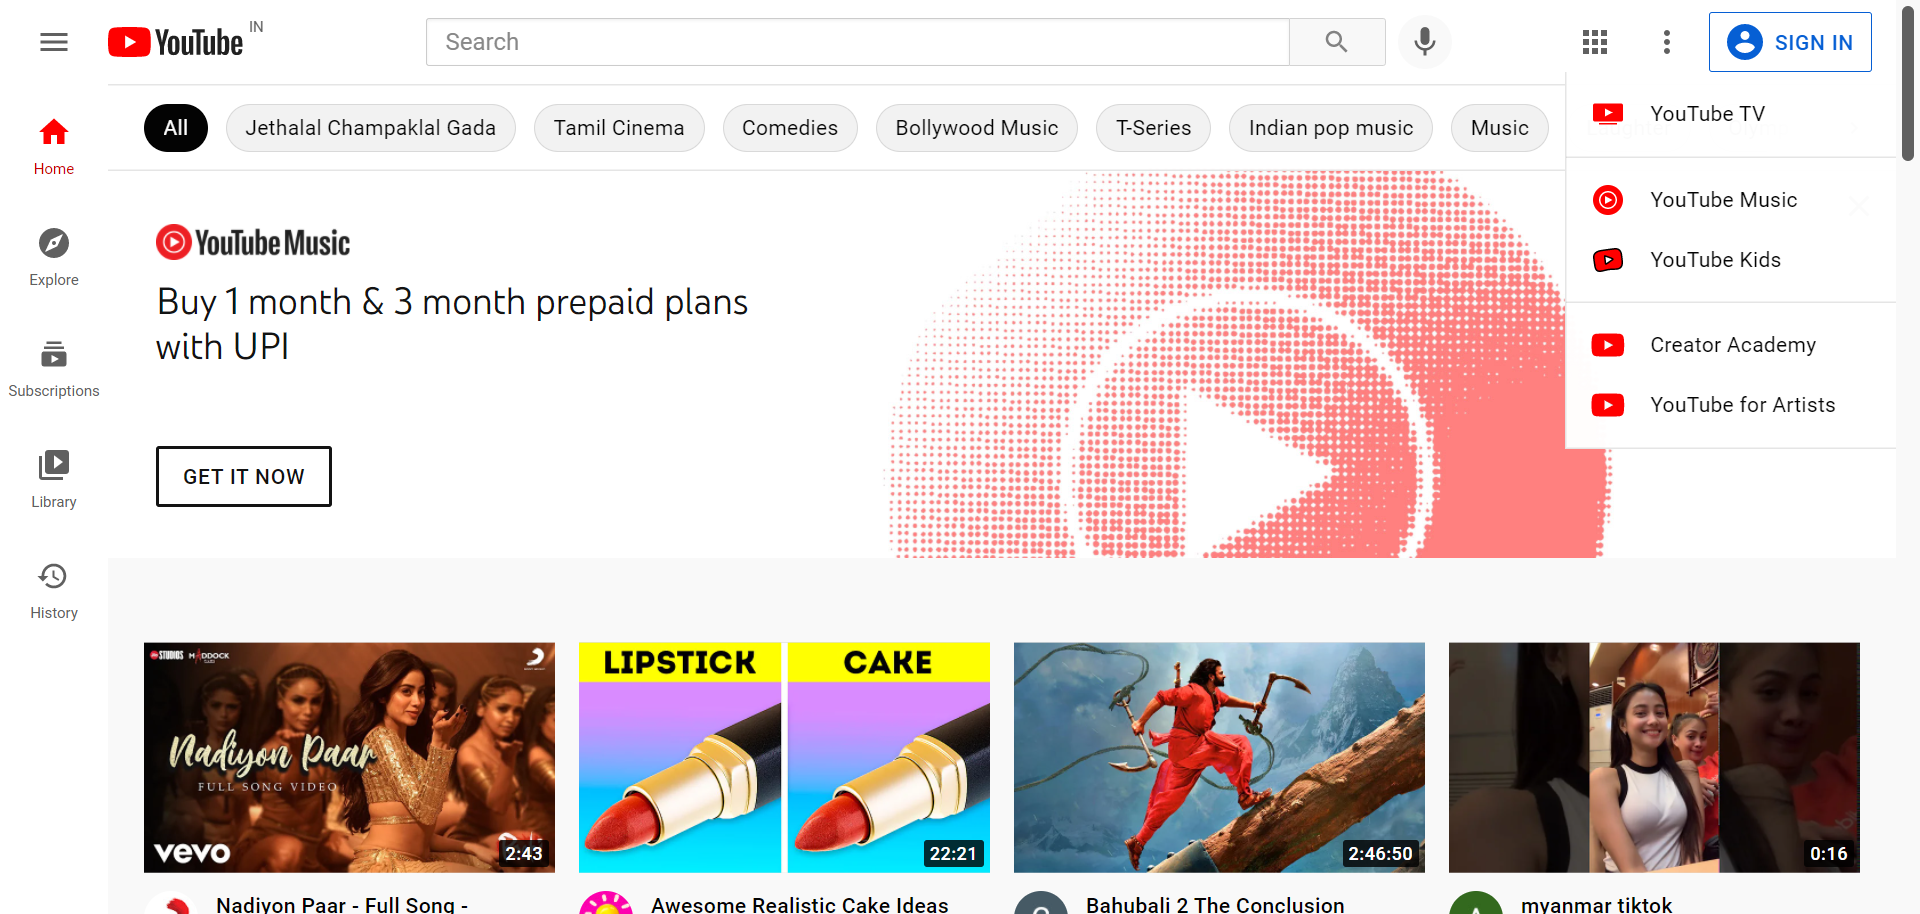 YouTube IN
Search
SIGN IN
Home
Explore
Subscriptions
Library
History
All
Jethalal Champaklal Gada
Tamil Cinema
Comedies
Bollywood Music
T-Series
Indian pop music
Music
YouTube TV
YouTube Music
YouTube Kids
Creator Academy
YouTube for Artists
YouTube Music
Buy 1 month & 3 month prepaid plans
with UPI
GET IT NOW
STUDIOS MADDOCK
Nadiyon Paar
FULL SONG VIDEO
vevo
2:43
LIPSTICK
CAKE
22:21
2:46:50
0:16
Nadiyon Paar - Full Song -
Awesome Realistic Cake Ideas
Bahubali 2 The Conclusion
myanmar tiktok